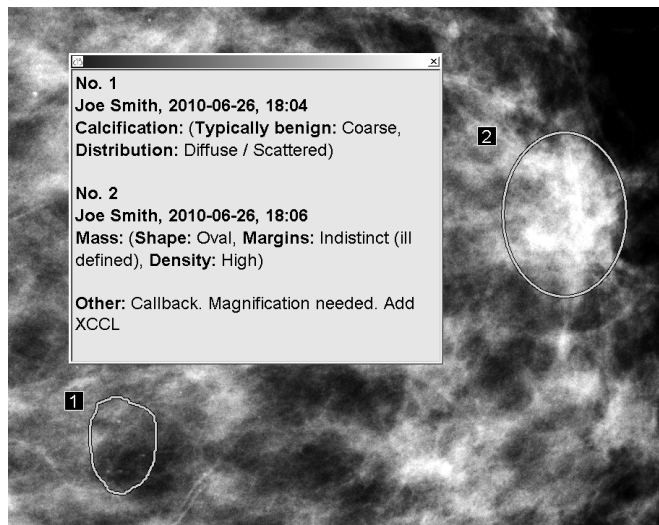 No. 1
Joe Smith, 2010-06-26, 18:04
Calcification: (Typically benign: Coarse,
Distribution: Diffuse / Scattered)
No. 2
Joe Smith, 2010-06-26, 18:06
Mass: (Shape: Oval, Margins: Indistinct (ill
defined), Density: High)
Other: Callback. Magnification needed. Add
XCCL
2
1